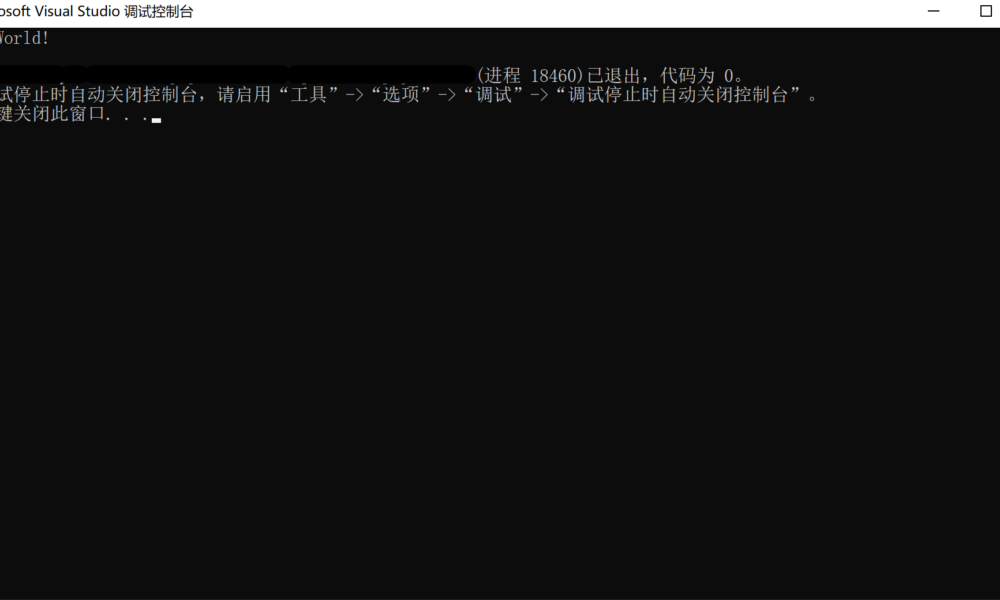 osoft Visual Studio 调试控制台
World!
(进程 18460)已退出，代码为 0。
试停止时自动关闭控制台，请启用“工具”->“选项”->“调试”->“调试停止时自动关闭控制台”。
键关闭此窗口. . .